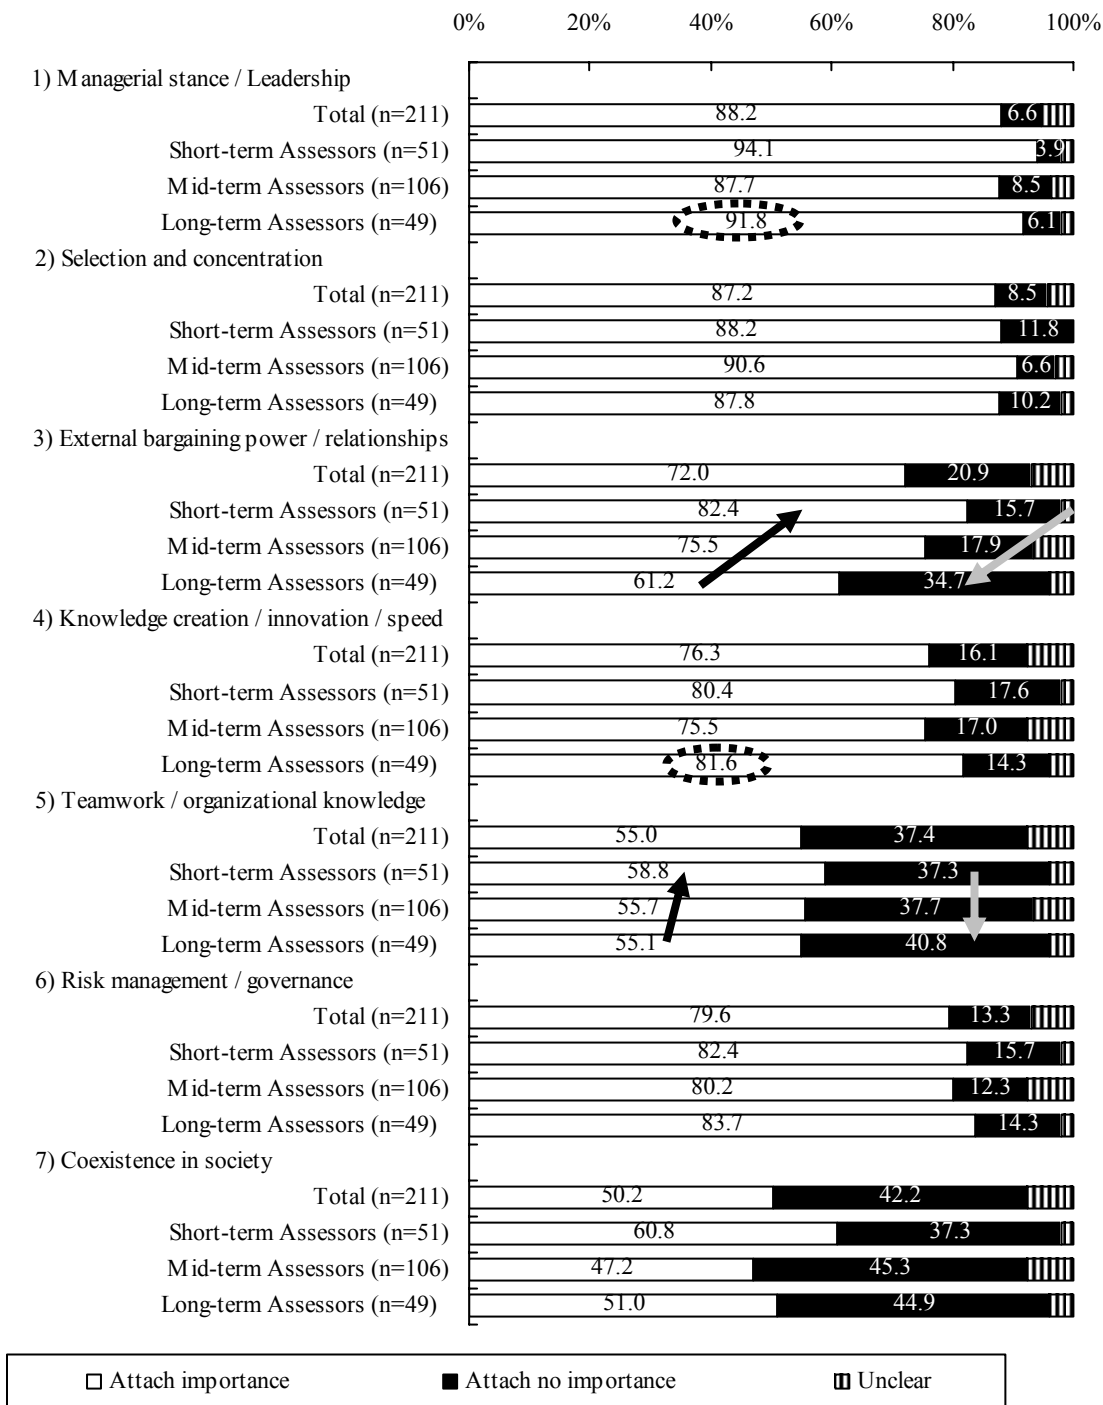 0% 20% 40% 60% 80% 100%
1) Managerial stance / Leadership
Total (n=211) 88.2 6.6
Short-term Assessors (n=51) 94.1 3.9
Mid-term Assessors (n=106) 87.7 8.5
Long-term Assessors (n=49) 91.8 6.1
2) Selection and concentration
Total (n=211) 87.2 8.5
Short-term Assessors (n=51) 88.2 11.8
Mid-term Assessors (n=106) 90.6 6.6
Long-term Assessors (n=49) 87.8 10.2
3) External bargaining power / relationships
Total (n=211) 72.0 20.9
Short-term Assessors (n=51) 82.4 15.7
Mid-term Assessors (n=106) 75.5 17.9
Long-term Assessors (n=49) 61.2 34.7
4) Knowledge creation / innovation / speed
Total (n=211) 76.3 16.1
Short-term Assessors (n=51) 80.4 17.6
Mid-term Assessors (n=106) 75.5 17.0
Long-term Assessors (n=49) 81.6 14.3
5) Teamwork / organizational knowledge
Total (n=211) 55.0 37.4
Short-term Assessors (n=51) 58.8 37.3
Mid-term Assessors (n=106) 55.7 37.7
Long-term Assessors (n=49) 55.1 40.8
6) Risk management / governance
Total (n=211) 79.6 13.3
Short-term Assessors (n=51) 82.4 15.7
Mid-term Assessors (n=106) 80.2 12.3
Long-term Assessors (n=49) 83.7 14.3
7) Coexistence in society
Total (n=211) 50.2 42.2
Short-term Assessors (n=51) 60.8 37.3
Mid-term Assessors (n=106) 47.2 45.3
Long-term Assessors (n=49) 51.0 44.9
Attach importance Attach no importance Unclear